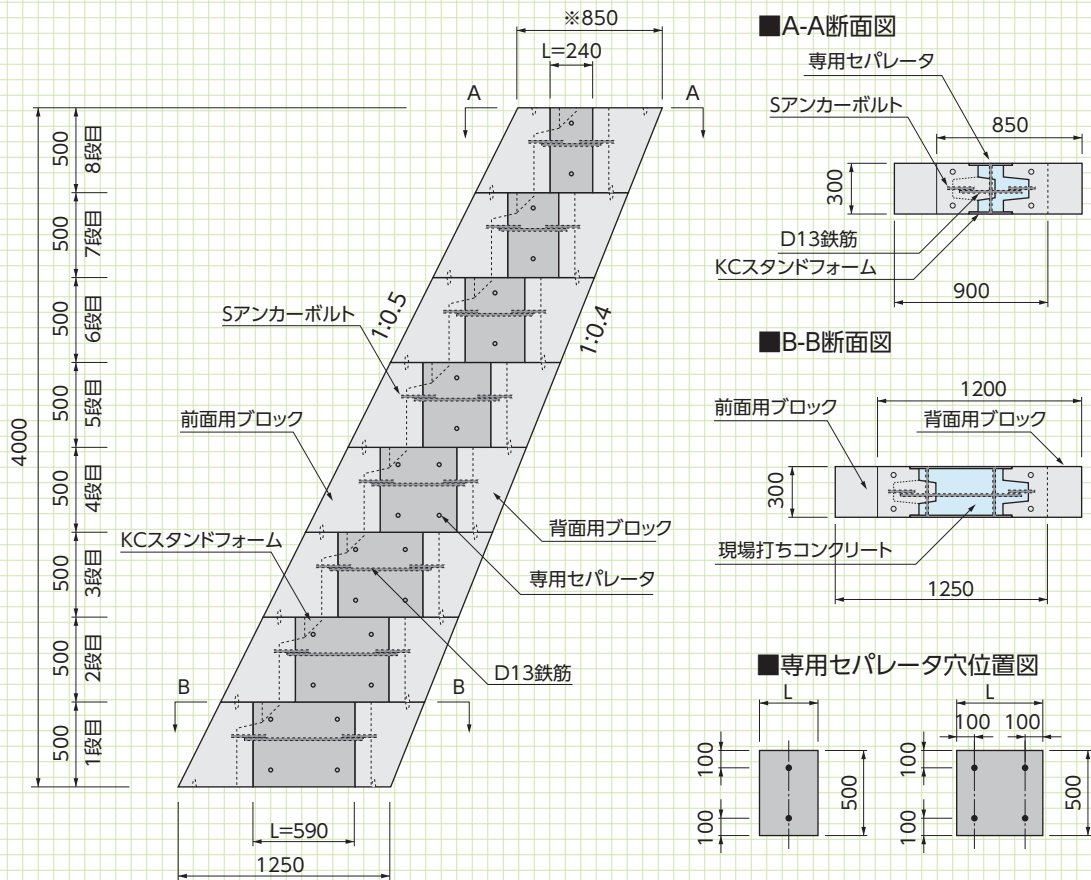 ※850
L=240
A
A
4000
500
8段目
500
7段目
500
6段目
500
5段目
500
4段目
500
3段目
500
2段目
500
1段目
1:0.5
1:0.4
Sアンカーボルト
前面用ブロック
KCスタンドフォーム
背面用ブロック
専用セパレータ
D13鉄筋
B
B
L=590
1250
■A-A断面図
専用セパレータ
Sアンカーボルト
850
300
D13鉄筋
KCスタンドフォーム
900
■B-B断面図
1200
前面用ブロック
背面用ブロック
300
現場打ちコンクリート
1250
■専用セパレータ穴位置図
L
100
100
500
L
100
100
100
100
500